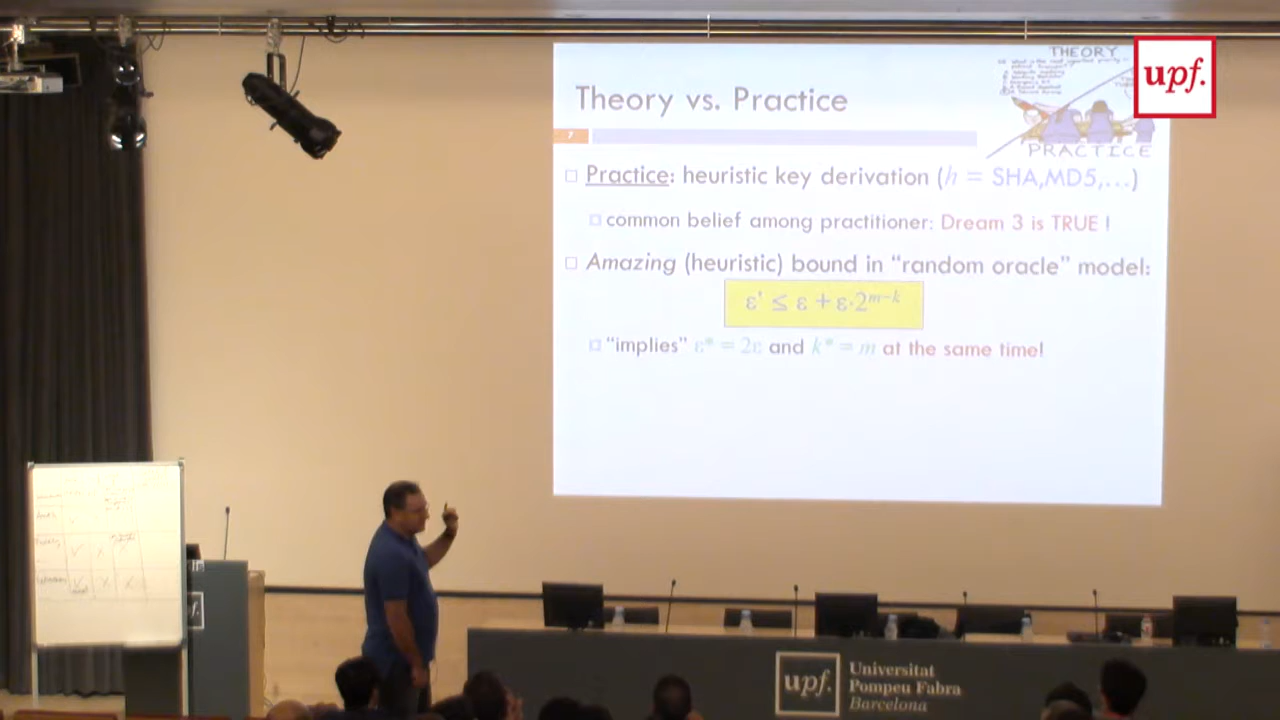 THEORY
upf.
Theory vs. Practice
7
PRACTICE
□ Practice: heuristic key derivation (h = SHA,MD5,…)
□ common belief among practitioner: Dream 3 is TRUE !
□ Amazing (heuristic) bound in “random oracle” model:
ε' ≤ ε + ε·2^{m−k}
□ “implies” ε* = 2ε and k* = m at the same time!
upf.
Universitat
Pompeu Fabra
Barcelona